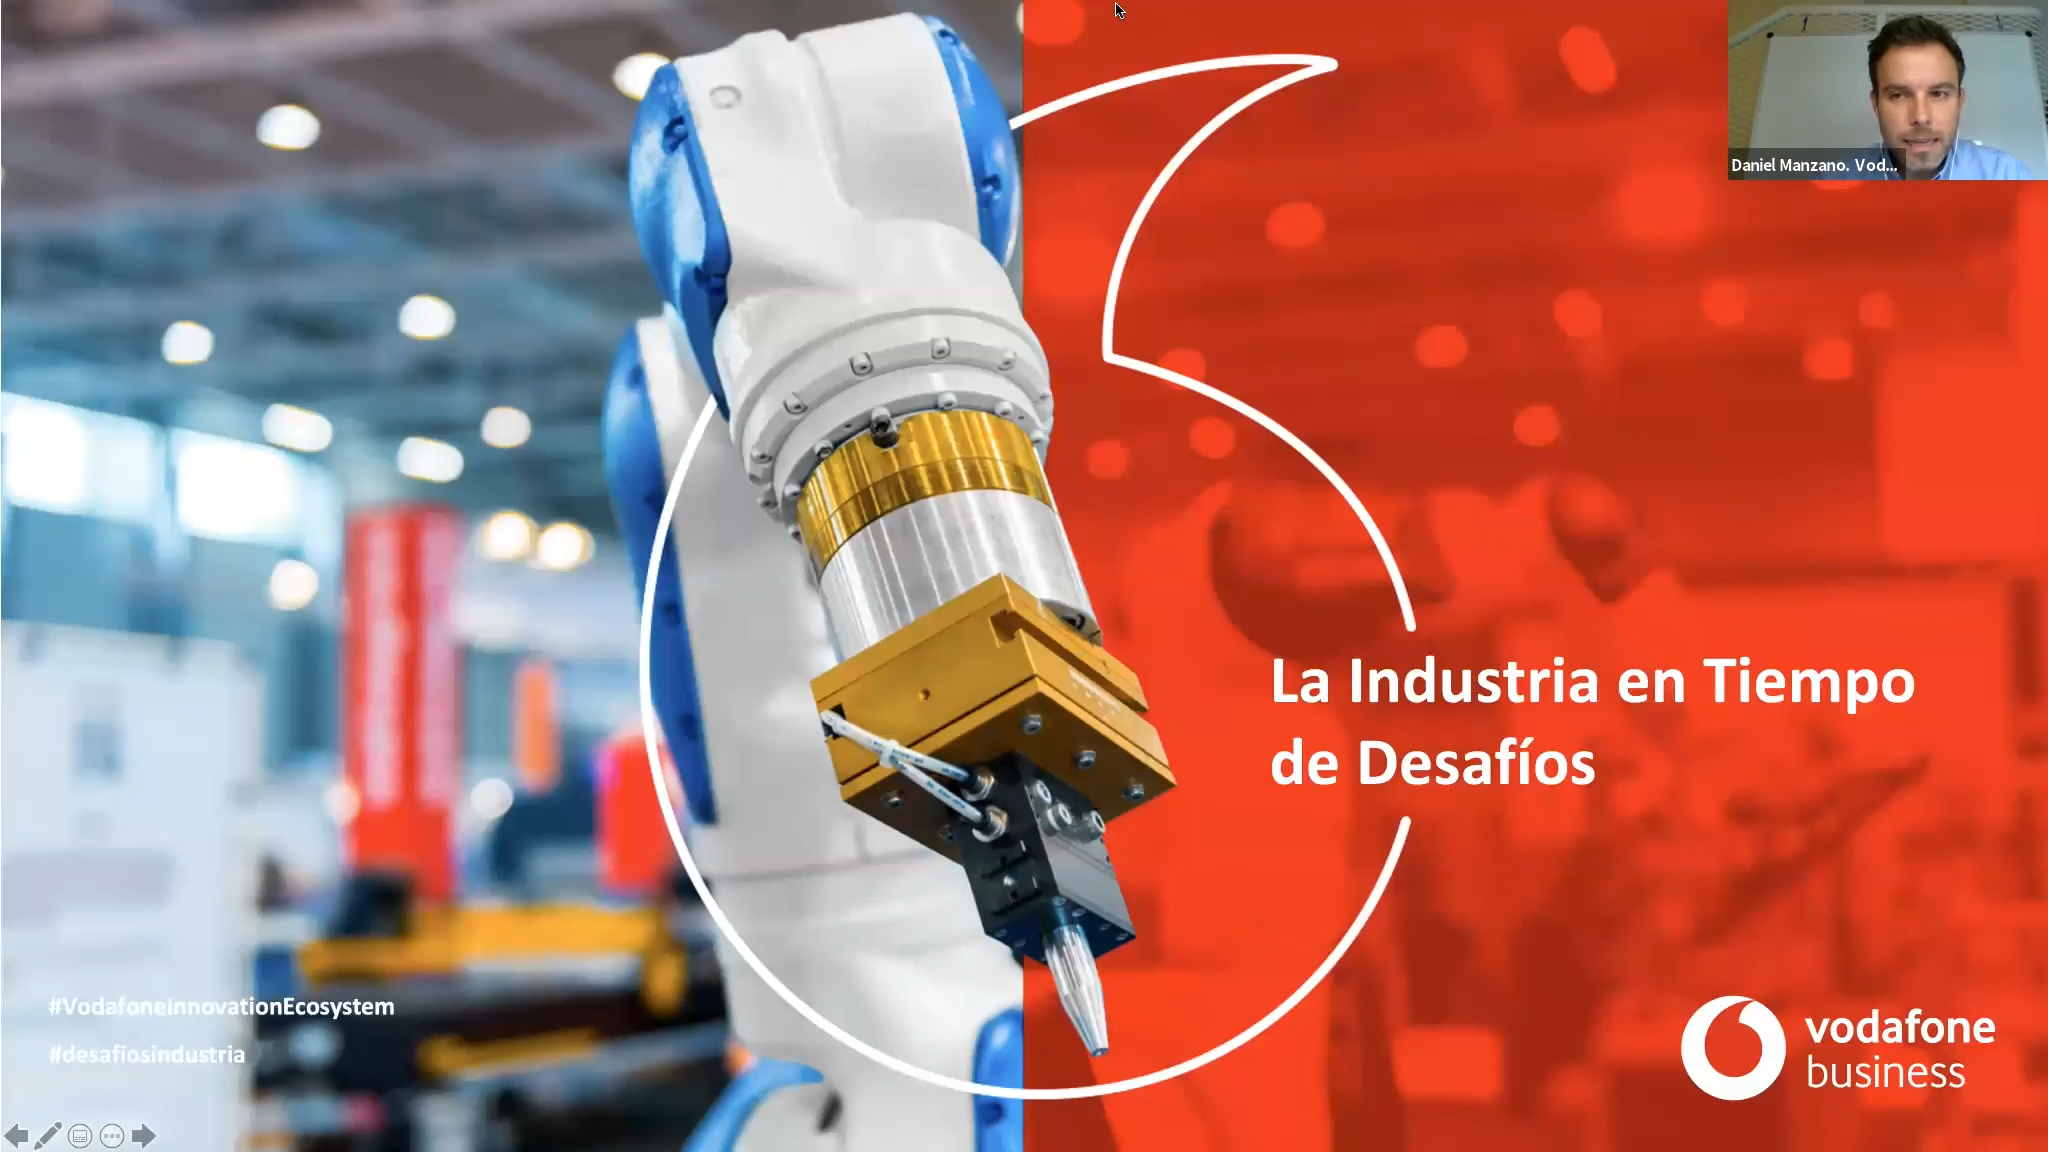 Daniel Manzano. Vod...
La Industria en Tiempo
de Desafíos
#VodafoneInnovationEcosystem
#desafiosindustria
vodafone
business